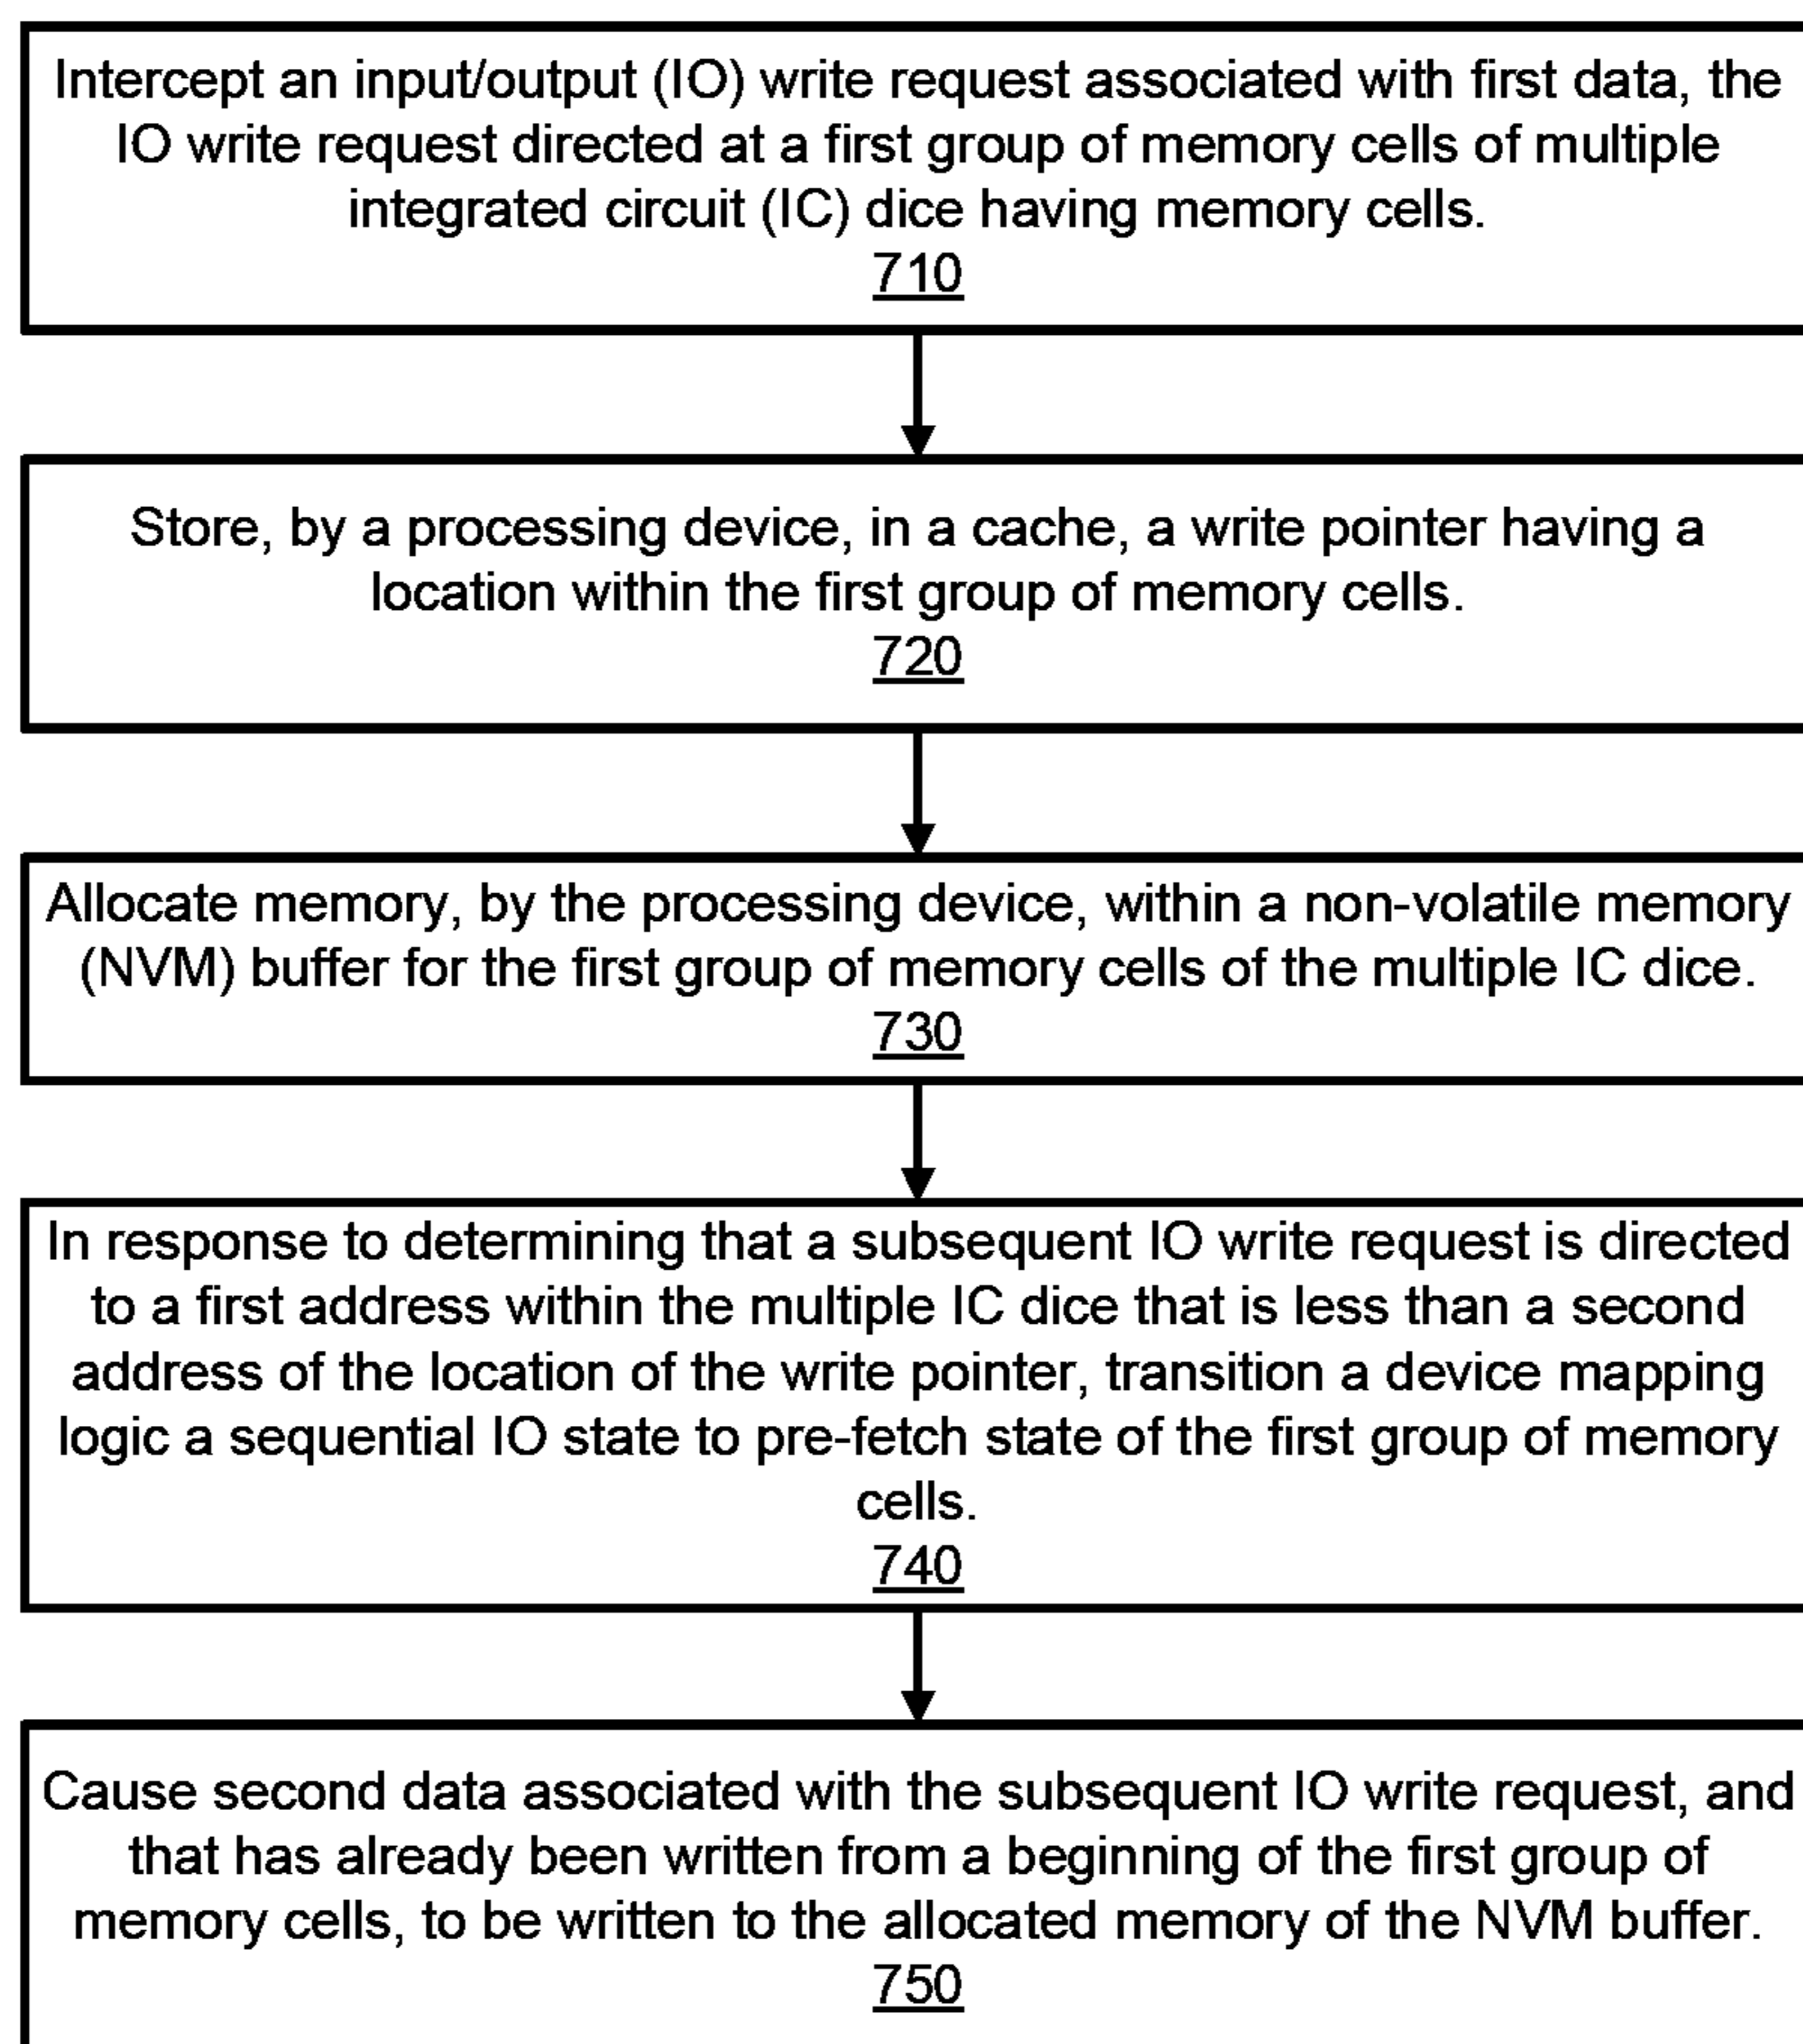 Intercept an input/output (IO) write request associated with first data, the
IO write request directed at a first group of memory cells of multiple
integrated circuit (IC) dice having memory cells.
710
Store, by a processing device, in a cache, a write pointer having a
location within the first group of memory cells.
720
Allocate memory, by the processing device, within a non-volatile memory
(NVM) buffer for the first group of memory cells of the multiple IC dice.
730
In response to determining that a subsequent IO write request is directed
to a first address within the multiple IC dice that is less than a second
address of the location of the write pointer, transition a device mapping
logic a sequential IO state to pre-fetch state of the first group of memory
cells.
740
Cause second data associated with the subsequent IO write request, and
that has already been written from a beginning of the first group of
memory cells, to be written to the allocated memory of the NVM buffer.
750